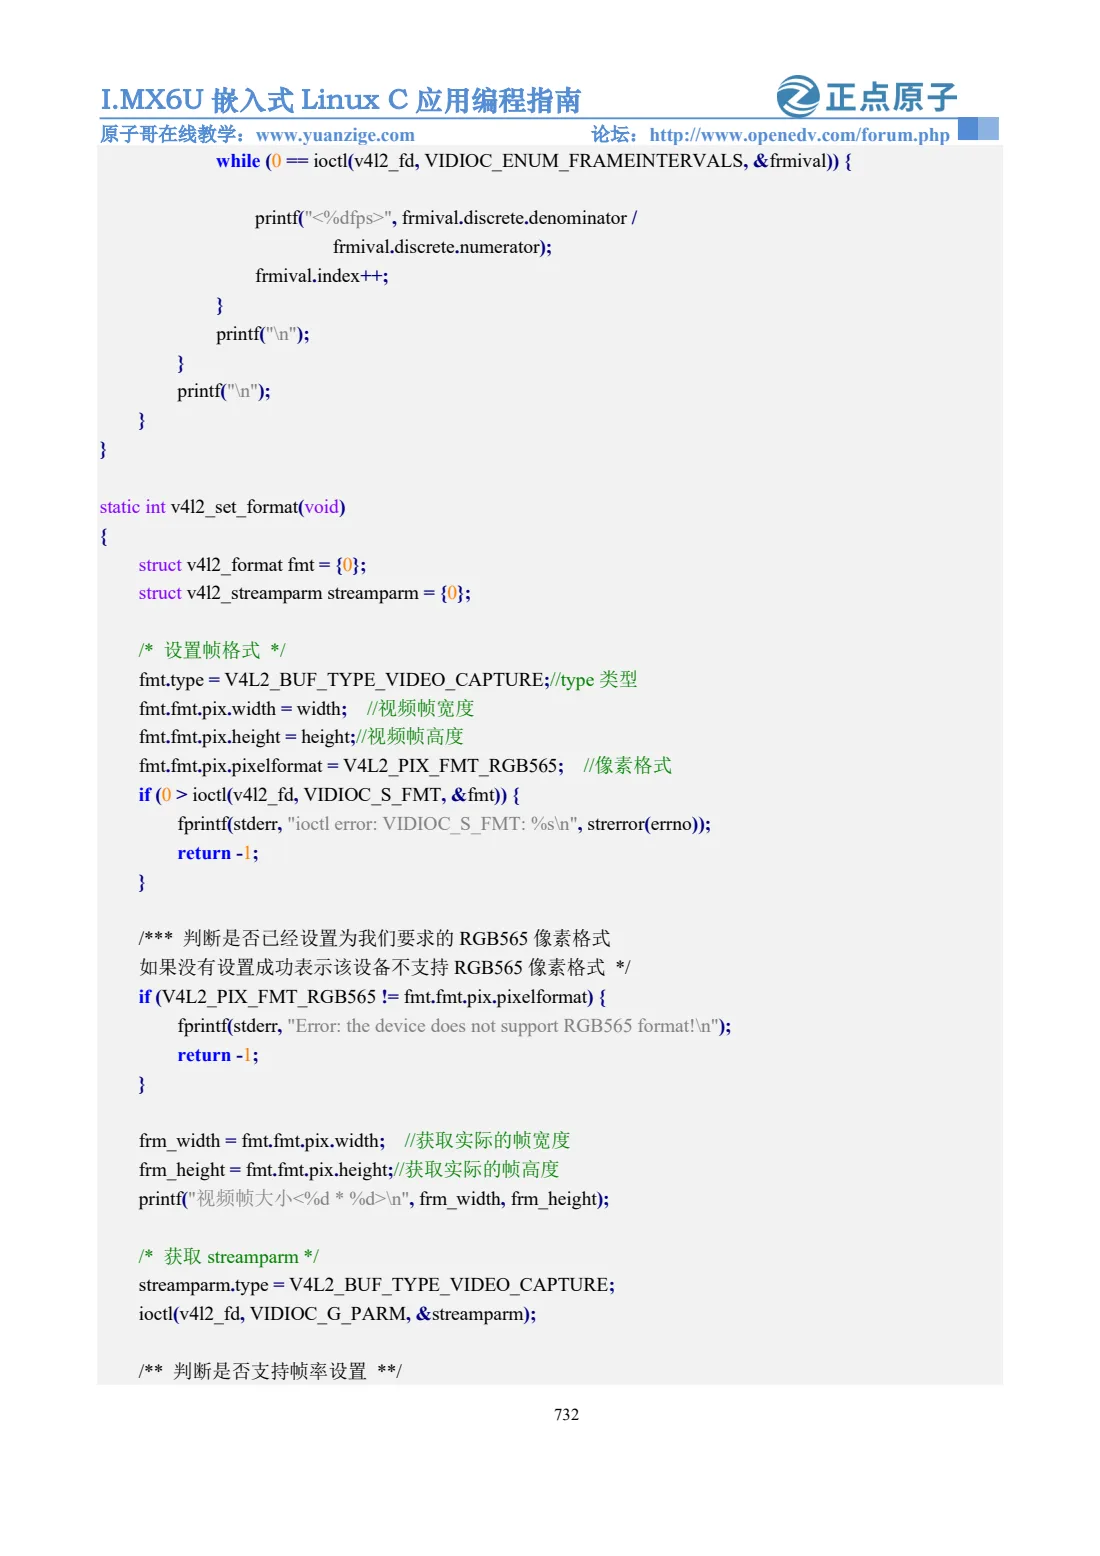 I.MX6U 嵌入式 Linux C 应用编程指南
正点原子
原子哥在线教学：www.yuanzige.com 论坛：http://www.openedv.com/forum.php
while (0 == ioctl(v4l2_fd, VIDIOC_ENUM_FRAMEINTERVALS, &frmival)) {
printf("<%dfps>", frmival.discrete.denominator /
frmival.discrete.numerator);
frmival.index++;
}
printf("\n");
}
printf("\n");
}
}
static int v4l2_set_format(void)
{
struct v4l2_format fmt = {0};
struct v4l2_streamparm streamparm = {0};
/* 设置帧格式 */
fmt.type = V4L2_BUF_TYPE_VIDEO_CAPTURE;//type 类型
fmt.fmt.pix.width = width; //视频帧宽度
fmt.fmt.pix.height = height;//视频帧高度
fmt.fmt.pix.pixelformat = V4L2_PIX_FMT_RGB565; //像素格式
if (0 > ioctl(v4l2_fd, VIDIOC_S_FMT, &fmt)) {
fprintf(stderr, "ioctl error: VIDIOC_S_FMT: %s\n", strerror(errno));
return -1;
}
/*** 判断是否已经设置为我们要求的 RGB565 像素格式
如果没有设置成功表示该设备不支持 RGB565 像素格式 */
if (V4L2_PIX_FMT_RGB565 != fmt.fmt.pix.pixelformat) {
fprintf(stderr, "Error: the device does not support RGB565 format!\n");
return -1;
}
frm_width = fmt.fmt.pix.width; //获取实际的帧宽度
frm_height = fmt.fmt.pix.height;//获取实际的帧高度
printf("视频帧大小<%d * %d>\n", frm_width, frm_height);
/* 获取 streamparm */
streamparm.type = V4L2_BUF_TYPE_VIDEO_CAPTURE;
ioctl(v4l2_fd, VIDIOC_G_PARM, &streamparm);
/** 判断是否支持帧率设置 **/
732